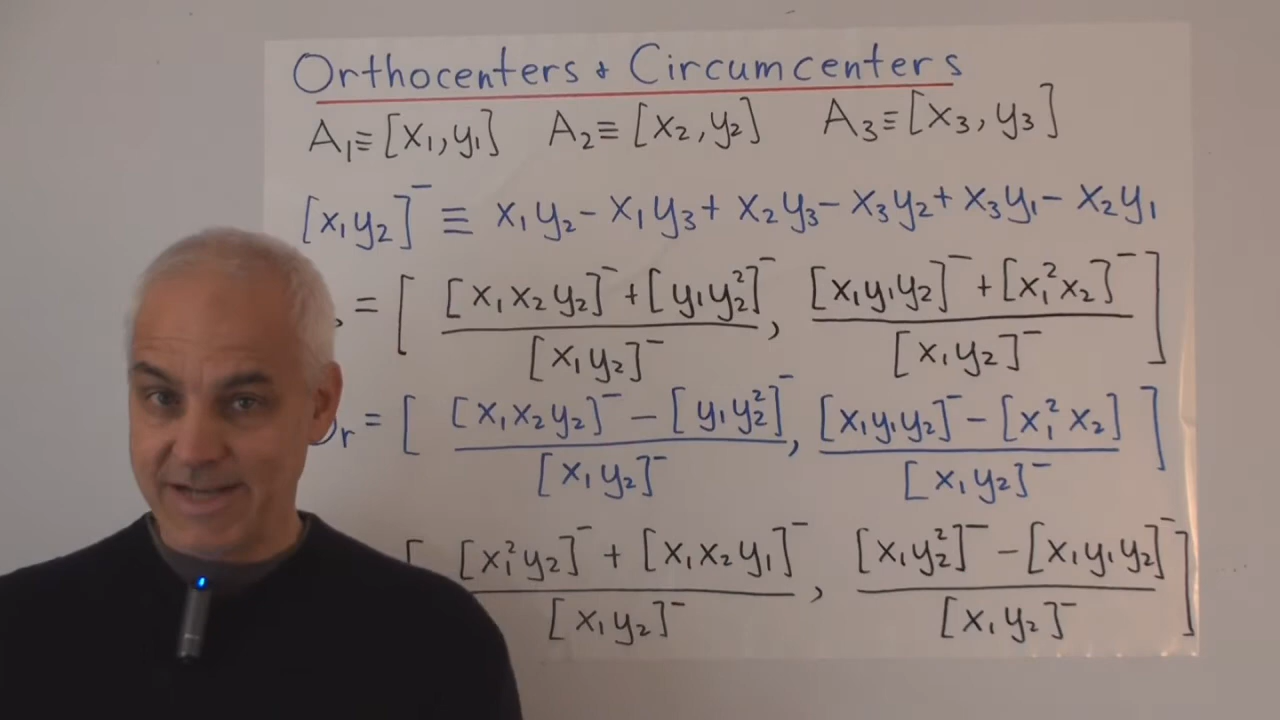 Orthocenters + Circumcenters
A₁≡[x₁,y₁] A₂≡[x₂,y₂] A₃≡[x₃,y₃]
[x₁y₂]⁻ ≡ x₁y₂-x₁y₃+x₂y₃-x₃y₂+x₃y₁-x₂y₁
= [ ([x₁x₂y₂]⁻+[y₁y₂²]⁻)/[x₁y₂]⁻, ([x₁y₁y₂]⁻+[x₁²x₂]⁻)/[x₁y₂]⁻ ]
r = [ ([x₁x₂y₂]⁻-[y₁y₂²]⁻)/[x₁y₂]⁻, ([x₁y₁y₂]⁻-[x₁²x₂])/[x₁y₂]⁻ ]
[ ([x₁²y₂]⁻+[x₁x₂y₁]⁻)/[x₁y₂]⁻, ([x₁y₂²]⁻-[x₁y₁y₂]⁻)/[x₁y₂]⁻ ]